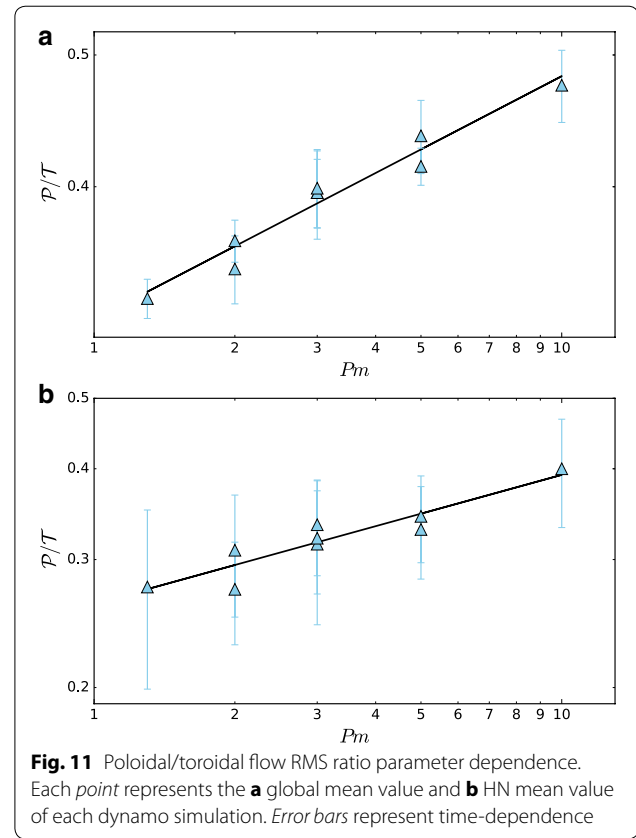 a
0.5
0.4
P/T
1 2 3 4 5 6 7 8 9 10
Pm
b
0.5
0.4
0.3
0.2
P/T
1 2 3 4 5 6 7 8 9 10
Pm
Fig. 11 Poloidal/toroidal flow RMS ratio parameter dependence.
Each point represents the a global mean value and b HN mean value
of each dynamo simulation. Error bars represent time-dependence